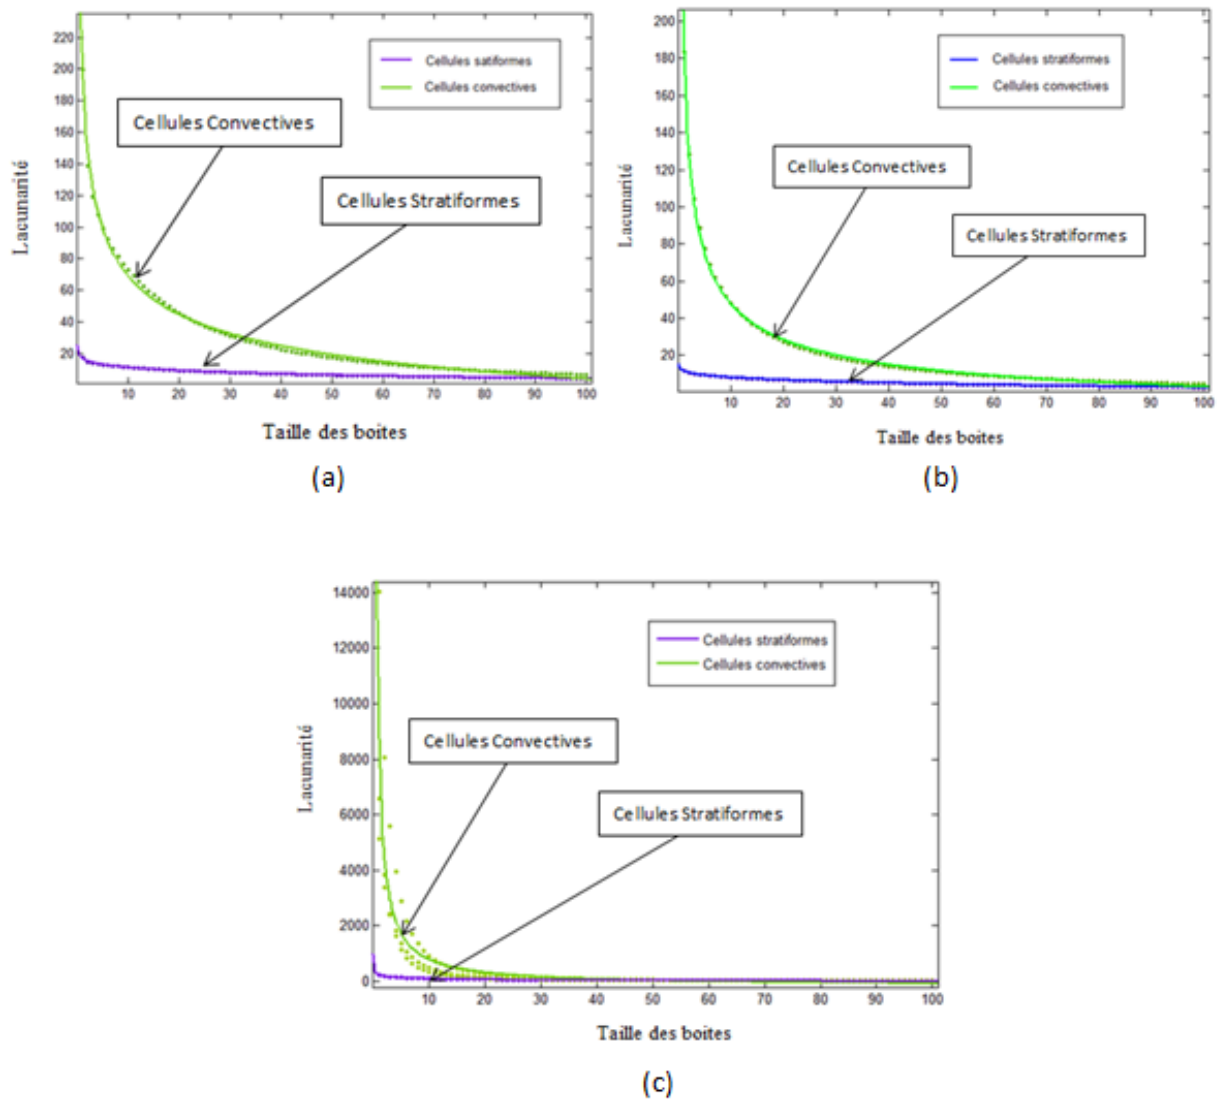 220
200
180
160
140
120
100
80
60
40
20
10 20 30 40 50 60 70 80 90 100
Lacunarité
Taille des boites
Cellules satiformes
Cellules convectives
Cellules Convectives
Cellules Stratiformes
(a)
200
180
160
140
120
100
80
60
40
20
10 20 30 40 50 60 70 80 90 100
Lacunarité
Taille des boites
Cellules stratiformes
Cellules convectives
Cellules Convectives
Cellules Stratiformes
(b)
14000
12000
10000
8000
6000
4000
2000
0
10 20 30 40 50 60 70 80 90 100
Lacunarité
Taille des boites
Cellules stratiformes
Cellules convectives
Cellules Convectives
Cellules Stratiformes
(c)